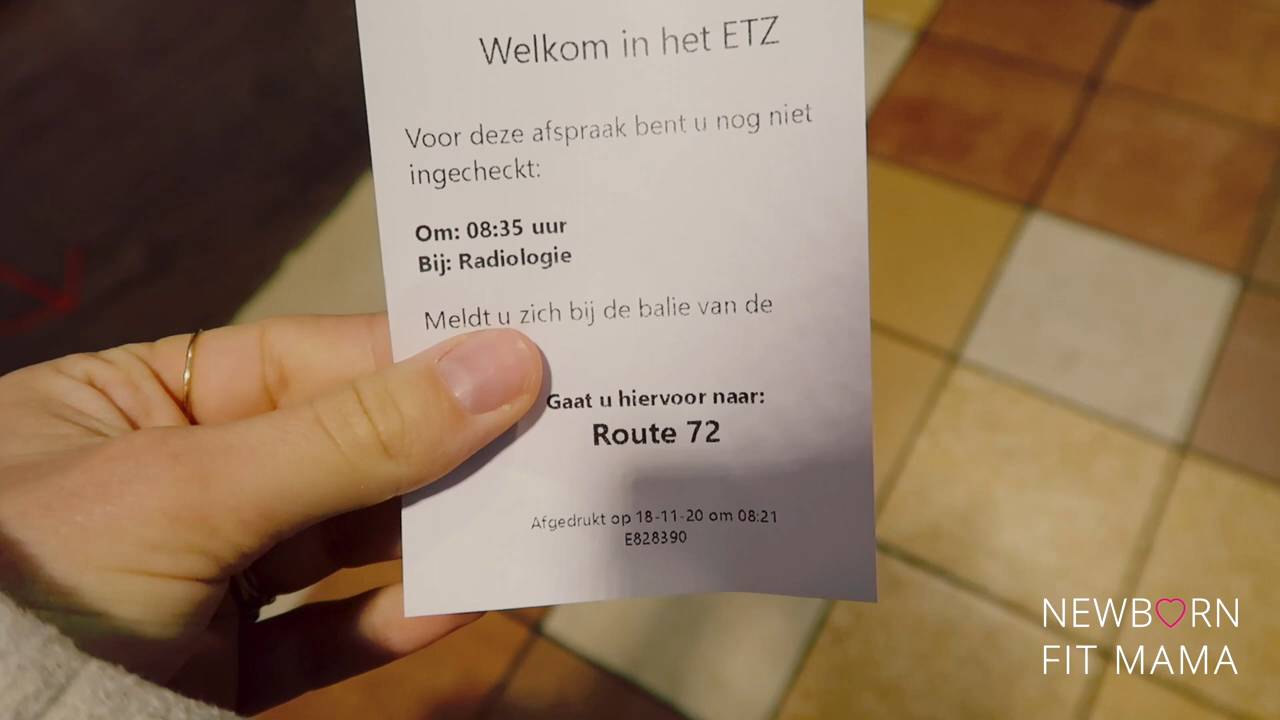 Welkom in het ETZ
Voor deze afspraak bent u nog niet
ingecheckt:
Om: 08:35 uur
Bij: Radiologie
Meldt u zich bij de balie van de
Gaat u hiervoor naar:
Route 72
Afgedrukt op 18-11-20 om 08:21
E828390
NEWBORN
FIT MAMA